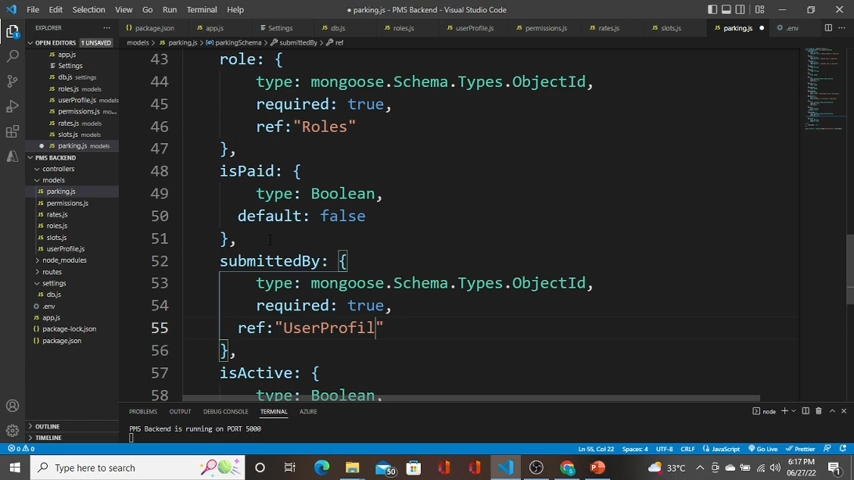 File Edit Selection View Go Run Terminal Help
● parking.js - PMS Backend - Visual Studio Code
EXPLORER
package.json app.js Settings db.js roles.js userProfile.js permissions.js rates.js slots.js parking.js ● .env
OPEN EDITORS 1 UNSAVED
models > parking.js > parkingSchema > submittedBy > ref
app.js
Settings
db.js settings
roles.js models
userProfile.js models
permissions.js mo...
rates.js models
slots.js models
parking.js models
PMS BACKEND
controllers
models
parking.js
permissions.js
rates.js
roles.js
slots.js
userProfile.js
node_modules
routes
settings
db.js
.env
app.js
package-lock.json
package.json
OUTLINE
TIMELINE
43 role: {
44 type: mongoose.Schema.Types.ObjectId,
45 required: true,
46 ref:"Roles"
47 },
48 isPaid: {
49 type: Boolean,
50 default: false
51 },
52 submittedBy: {
53 type: mongoose.Schema.Types.ObjectId,
54 required: true,
55 ref:"UserProfil"
56 },
57 isActive: {
58 type: Boolean,
PROBLEMS OUTPUT DEBUG CONSOLE TERMINAL AZURE
node
PMS Backend is running on PORT 5000
0 0
Ln 55, Col 22 Spaces: 4 UTF-8 CRLF JavaScript Go Live Prettier
Type here to search
50
33°C
6:17 PM
06/27/22